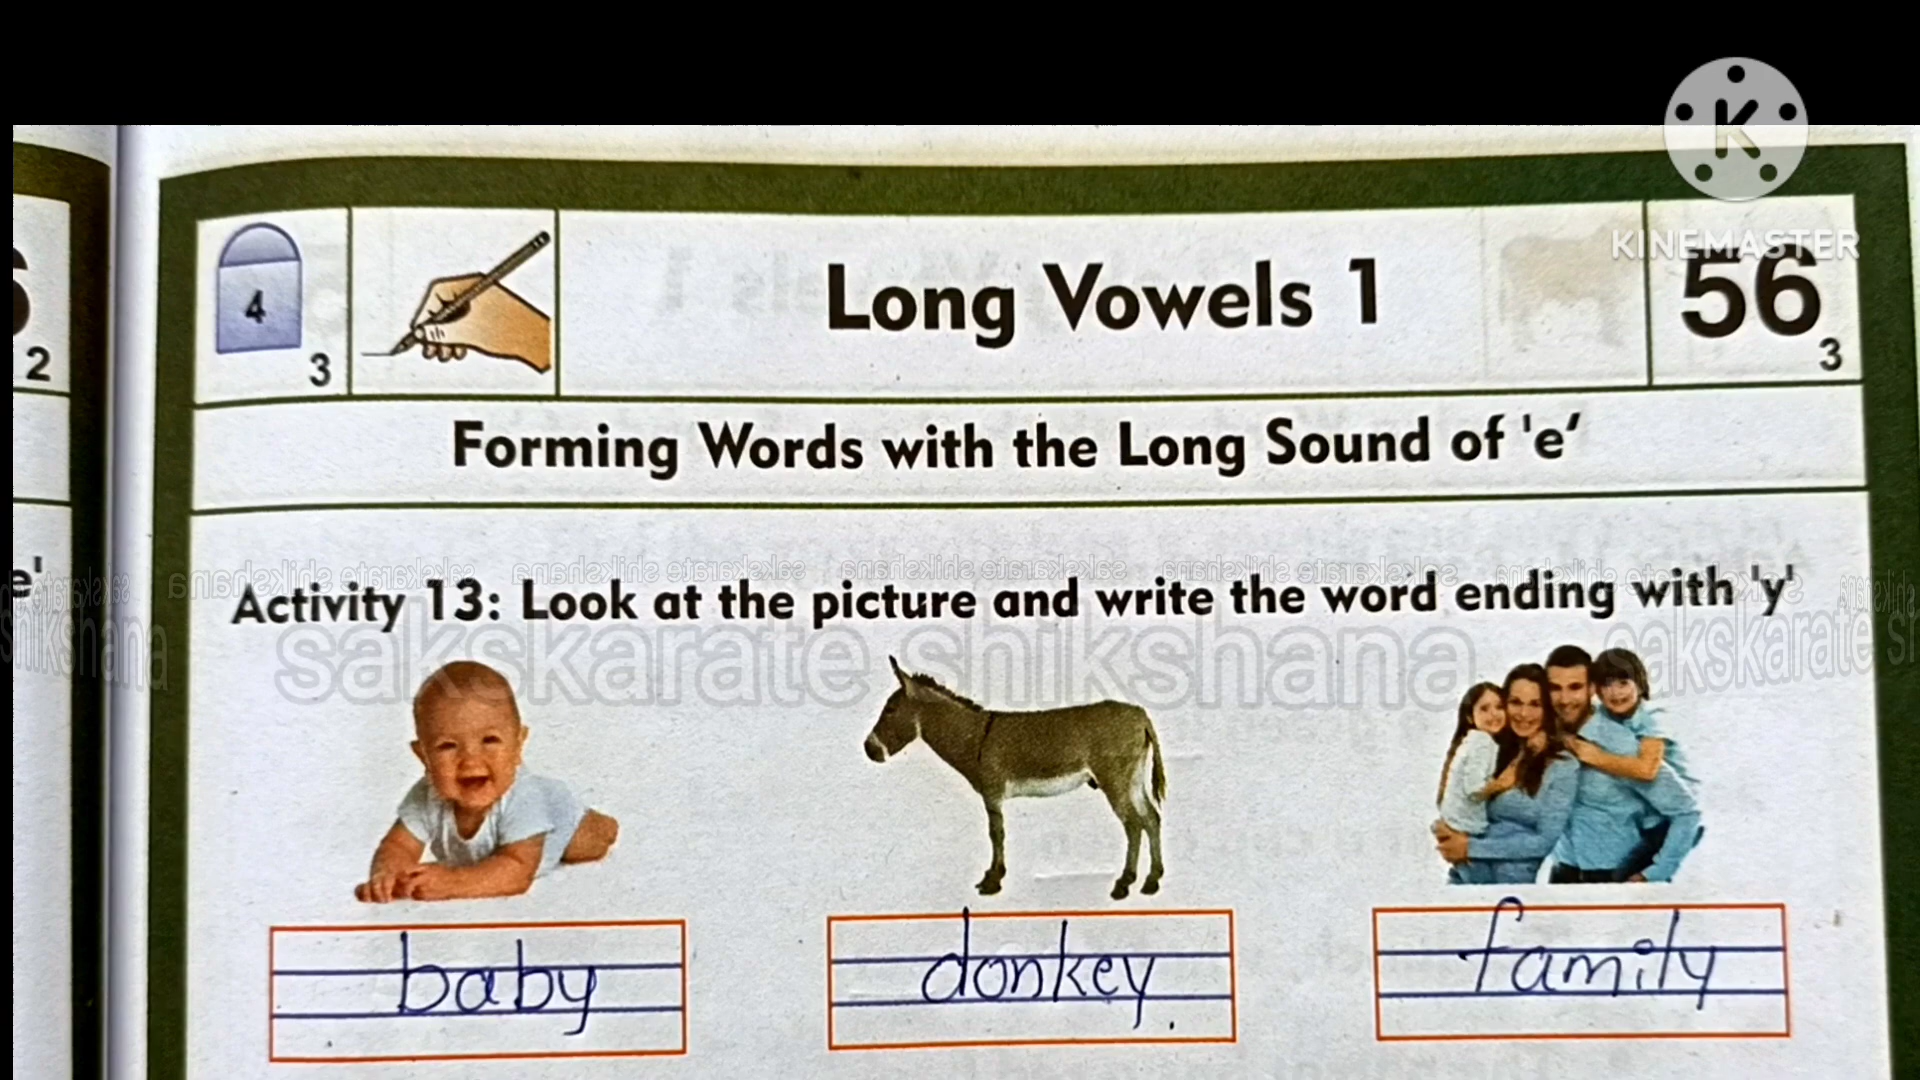 KINEMASTER
4
3
Long Vowels 1
56
3
2
Forming Words with the Long Sound of 'e'
e'
Activity 13: Look at the picture and write the word ending with 'y'
sakskarate shikshana
baby
donkey
family